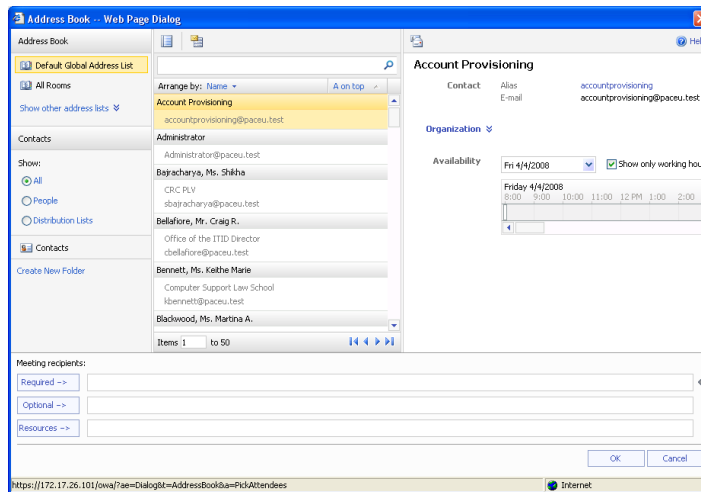 Address Book -- Web Page Dialog
Address Book
Default Global Address List
All Rooms
Show other address lists
Contacts
Show:
All
People
Distribution Lists
Contacts
Create New Folder
Arrange by: Name
A on top
Account Provisioning
accountprovisioning@paceu.test
Administrator
Administrator@paceu.test
Bajracharya, Ms. Shikha
CRC PLV
sbajracharya@paceu.test
Bellafiore, Mr. Craig R.
Office of the ITID Director
cbellafiore@paceu.test
Bennett, Ms. Keithe Marie
Computer Support Law School
kbennett@paceu.test
Blackwood, Ms. Martina A.
Items 1 to 50
Hel
Account Provisioning
Contact Alias accountprovisioning
E-mail accountprovisioning@paceu.test
Organization
Availability Fri 4/4/2008 Show only working hou
Friday 4/4/2008
8:00 9:00 10:00 11:00 12 PM 1:00 2:00
Meeting recipients:
Required ->
Optional ->
Resources ->
OK Cancel
https://172.17.26.101/owa/?ae=Dialog&t=AddressBook&a=PickAttendees
Internet